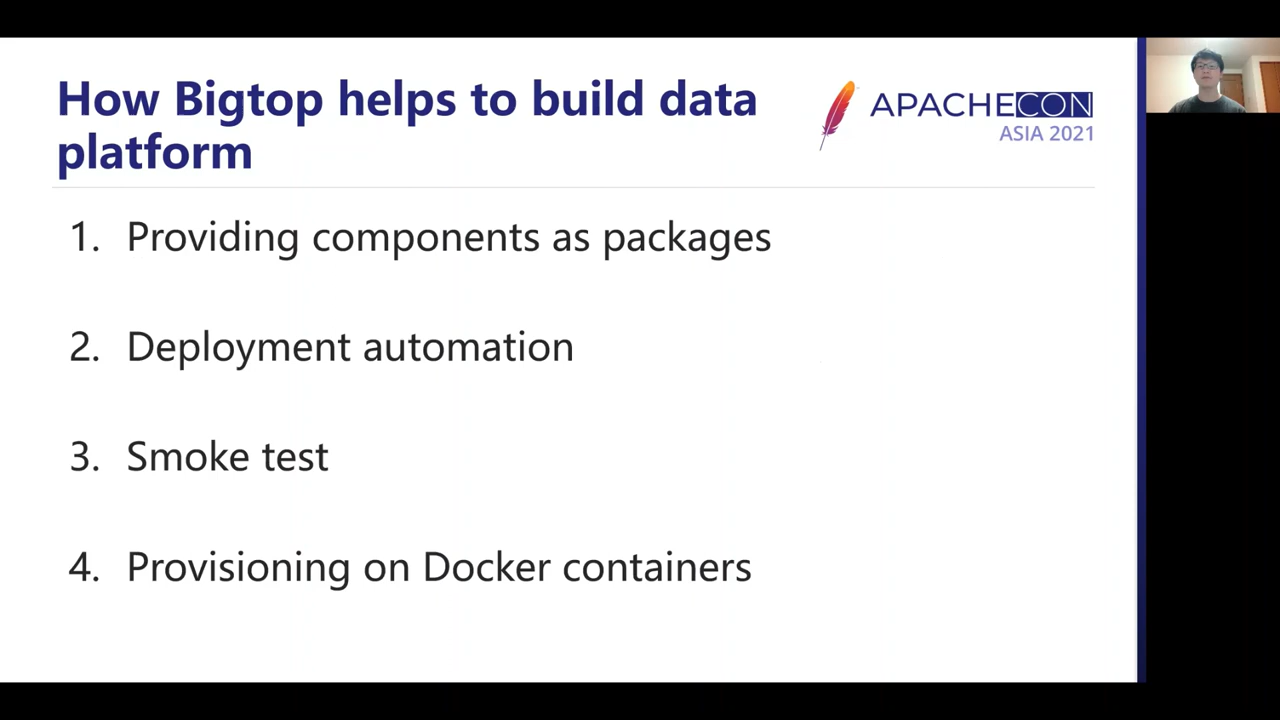 How Bigtop helps to build data
platform
APACHECON
ASIA 2021
1. Providing components as packages
2. Deployment automation
3. Smoke test
4. Provisioning on Docker containers